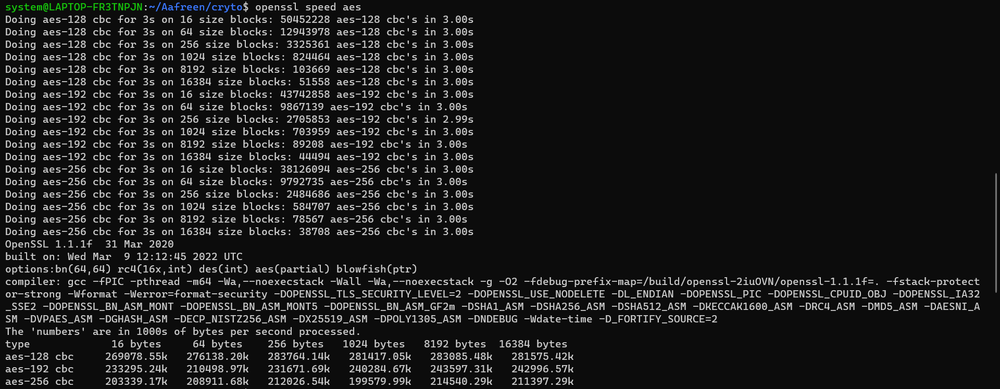 system@LAPTOP-FR3TNPJN:~/Aafreen/cryto$ openssl speed aes
Doing aes-128 cbc for 3s on 16 size blocks: 50452228 aes-128 cbc's in 3.00s
Doing aes-128 cbc for 3s on 64 size blocks: 12943978 aes-128 cbc's in 3.00s
Doing aes-128 cbc for 3s on 256 size blocks: 3325361 aes-128 cbc's in 3.00s
Doing aes-128 cbc for 3s on 1024 size blocks: 824464 aes-128 cbc's in 3.00s
Doing aes-128 cbc for 3s on 8192 size blocks: 103669 aes-128 cbc's in 3.00s
Doing aes-128 cbc for 3s on 16384 size blocks: 51558 aes-128 cbc's in 3.00s
Doing aes-192 cbc for 3s on 16 size blocks: 43742858 aes-192 cbc's in 3.00s
Doing aes-192 cbc for 3s on 64 size blocks: 9867139 aes-192 cbc's in 3.00s
Doing aes-192 cbc for 3s on 256 size blocks: 2705853 aes-192 cbc's in 2.99s
Doing aes-192 cbc for 3s on 1024 size blocks: 703959 aes-192 cbc's in 3.00s
Doing aes-192 cbc for 3s on 8192 size blocks: 89208 aes-192 cbc's in 3.00s
Doing aes-192 cbc for 3s on 16384 size blocks: 44494 aes-192 cbc's in 3.00s
Doing aes-256 cbc for 3s on 16 size blocks: 38126094 aes-256 cbc's in 3.00s
Doing aes-256 cbc for 3s on 64 size blocks: 9792735 aes-256 cbc's in 3.00s
Doing aes-256 cbc for 3s on 256 size blocks: 2484686 aes-256 cbc's in 3.00s
Doing aes-256 cbc for 3s on 1024 size blocks: 584707 aes-256 cbc's in 3.00s
Doing aes-256 cbc for 3s on 8192 size blocks: 78567 aes-256 cbc's in 3.00s
Doing aes-256 cbc for 3s on 16384 size blocks: 38708 aes-256 cbc's in 3.00s
OpenSSL 1.1.1f  31 Mar 2020
built on: Wed Mar  9 12:12:45 2022 UTC
options:bn(64,64) rc4(16x,int) des(int) aes(partial) blowfish(ptr)
compiler: gcc -fPIC -pthread -m64 -Wa,--noexecstack -Wall -Wa,--noexecstack -g -O2 -fdebug-prefix-map=/build/openssl-2iuOVN/openssl-1.1.1f=. -fstack-protect
or-strong -Wformat -Werror=format-security -DOPENSSL_TLS_SECURITY_LEVEL=2 -DOPENSSL_USE_NODELETE -DL_ENDIAN -DOPENSSL_PIC -DOPENSSL_CPUID_OBJ -DOPENSSL_IA32
_SSE2 -DOPENSSL_BN_ASM_MONT -DOPENSSL_BN_ASM_MONT5 -DOPENSSL_BN_ASM_GF2m -DSHA1_ASM -DSHA256_ASM -DSHA512_ASM -DKECCAK1600_ASM -DRC4_ASM -DMD5_ASM -DAESNI_A
SM -DVPAES_ASM -DGHASH_ASM -DECP_NISTZ256_ASM -DX25519_ASM -DPOLY1305_ASM -DNDEBUG -Wdate-time -D_FORTIFY_SOURCE=2
The 'numbers' are in 1000s of bytes per second processed.
type             16 bytes     64 bytes    256 bytes   1024 bytes   8192 bytes  16384 bytes
aes-128 cbc     269078.55k   276138.20k   283764.14k   281417.05k   283085.48k   281575.42k
aes-192 cbc     233295.24k   210498.97k   231671.69k   240284.67k   243597.31k   242996.57k
aes-256 cbc     203339.17k   208911.68k   212026.54k   199579.99k   214540.29k   211397.29k